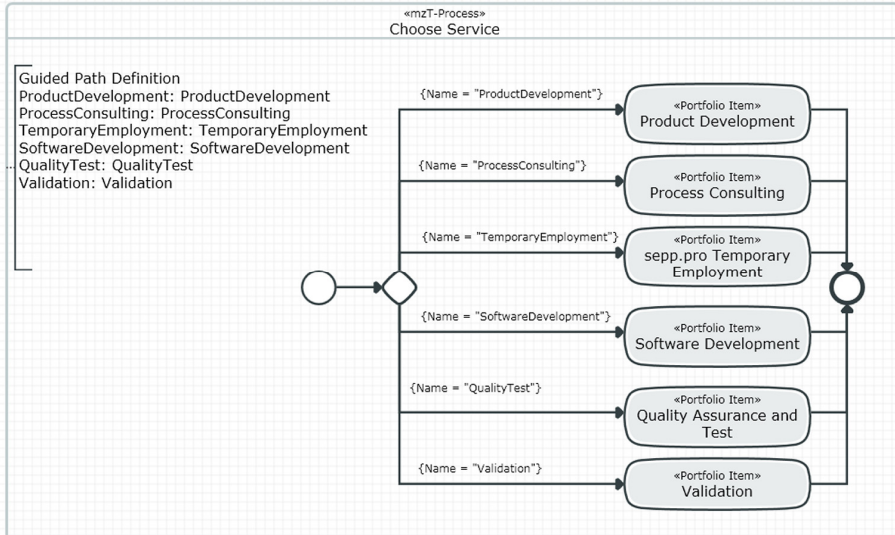 «mzT-Process»
Choose Service
Guided Path Definition
ProductDevelopment: ProductDevelopment
ProcessConsulting: ProcessConsulting
TemporaryEmployment: TemporaryEmployment
SoftwareDevelopment: SoftwareDevelopment
QualityTest: QualityTest
Validation: Validation
{Name = "ProductDevelopment"}
«Portfolio Item»
Product Development
{Name = "ProcessConsulting"}
«Portfolio Item»
Process Consulting
{Name = "TemporaryEmployment"}
«Portfolio Item»
sepp.pro Temporary
Employment
{Name = "SoftwareDevelopment"}
«Portfolio Item»
Software Development
{Name = "QualityTest"}
«Portfolio Item»
Quality Assurance and
Test
{Name = "Validation"}
«Portfolio Item»
Validation